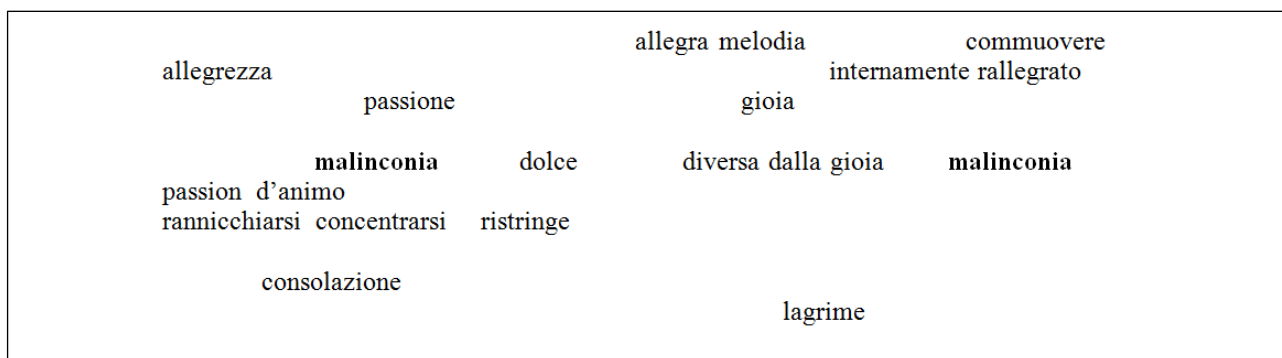 allegra melodia commuovere
allegrezza internamente rallegrato
passione gioia
malinconia dolce diversa dalla gioia malinconia
passion d’animo
rannicchiarsi concentrarsi ristringe
consolazione
lagrime